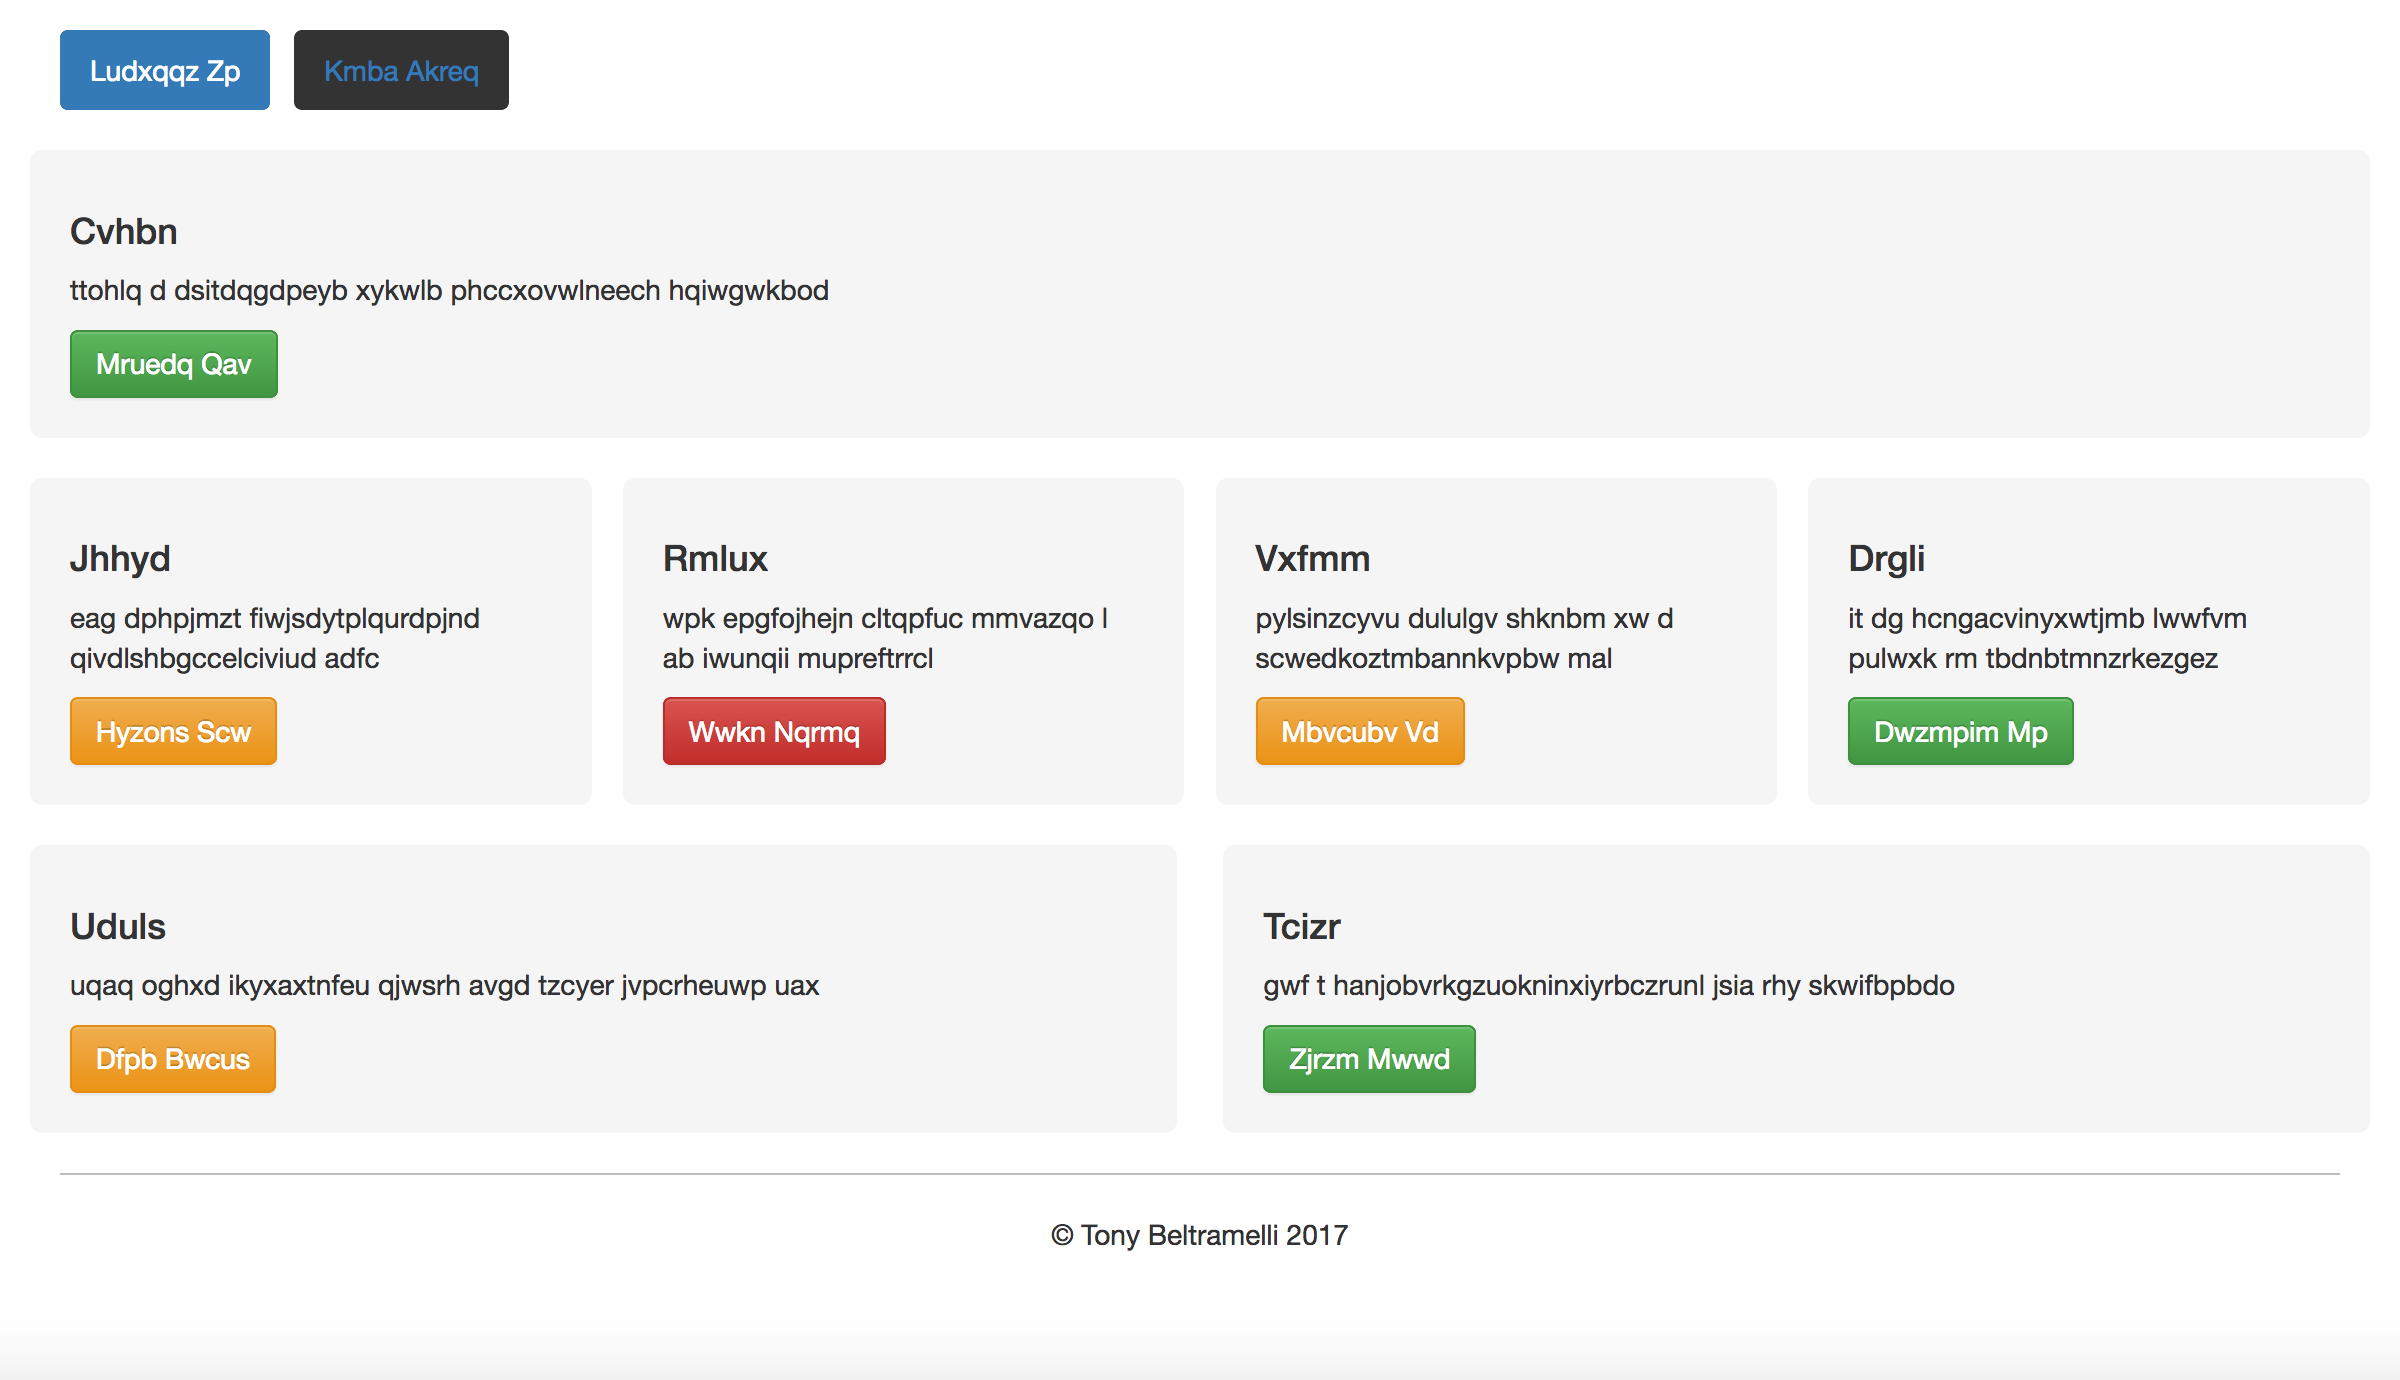 Ludxqqz Zp Kmba Akreq
Cvhbn
ttohlq d dsitdqgdpeyb xykwlb phccxovwlneech hqiwgwkbod
Mruedq Qav
Jhhyd
eag dphpjmzt fiwjsdytplqurdpjnd
qivdlshbgccelciviud adfc
Hyzons Scw
Rmlux
wpk epgfojhejn cltqpfuc mmvazqo l
ab iwunqii mupreftrrcl
Wwkn Nqrmq
Vxfmm
pylsinzcyvu dululgv shknbm xw d
scwedkoztmbannkvpbw mal
Mbvcubv Vd
Drgli
it dg hcngacvinyxwtjmb lwwfvm
pulwxk rm tbdnbtmnzrkezgez
Dwzmpim Mp
Uduls
uqaq oghxd ikyxaxtnfeu qjwsrh avgd tzcyer jvpcrheuwp uax
Dfpb Bwcus
Tcizr
gwf t hanjobvrkgzuokninxiyrbczrunl jsia rhy skwifbpbdo
Zjrzm Mwwd
© Tony Beltramelli 2017